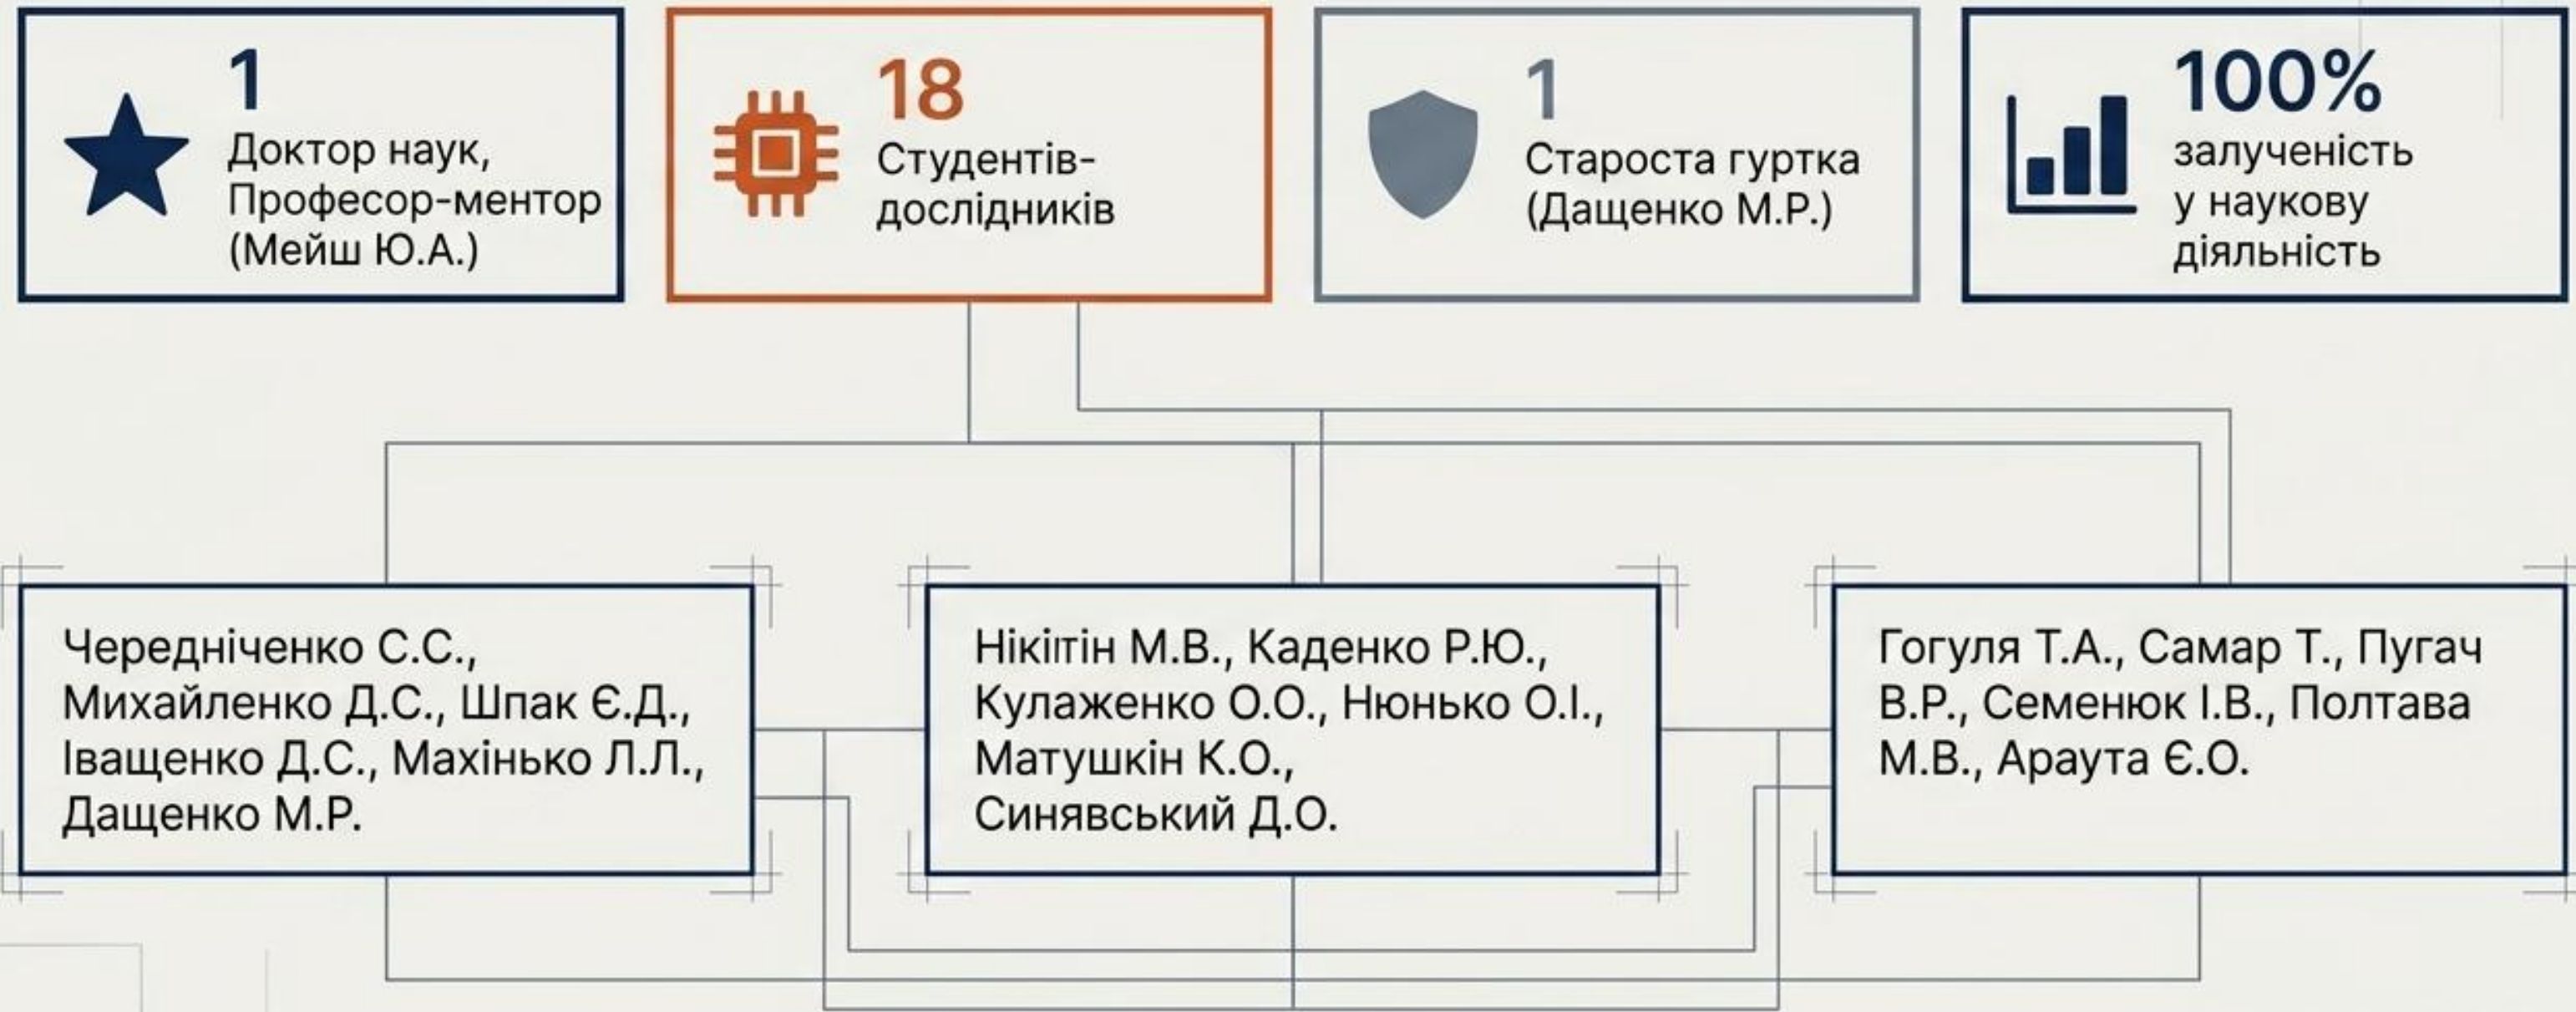 1
Доктор наук,
Професор-ментор
(Мейш Ю.А.)
18
Студентів-
дослідників
1
Староста гуртка
(Дащенко М.Р.)
100%
залученість
у наукову
діяльність
Чередніченко С.С.,
Михайленко Д.С., Шпак Є.Д.,
Іващенко Д.С., Махінько Л.Л.,
Дащенко М.Р.
Нікітін М.В., Каденко Р.Ю.,
Кулаженко О.О., Нюнько О.І.,
Матушкін К.О.,
Синявський Д.О.
Гогуля Т.А., Самар Т., Пугач
В.Р., Семенюк І.В., Полтава
М.В., Араута Є.О.